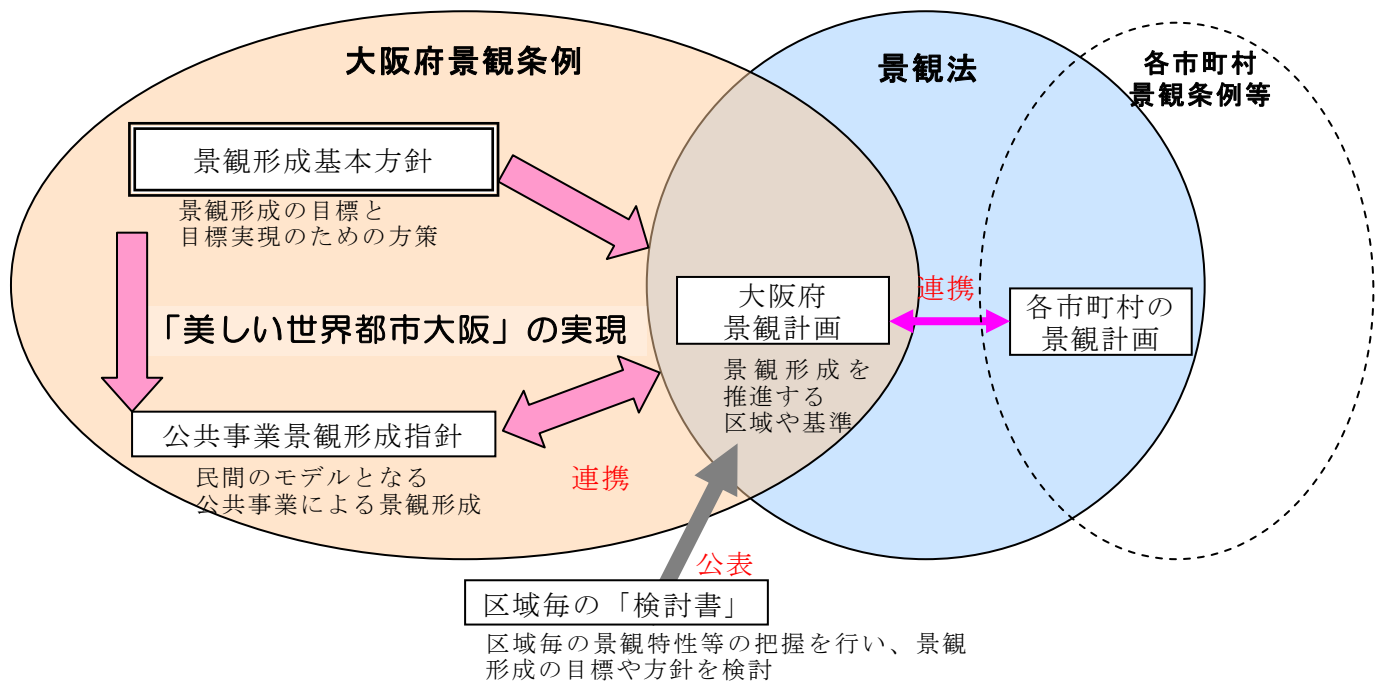 大阪府景観条例
景観法
各市町村
景観条例等
景観形成基本方針
景観形成の目標と
目標実現のための方策
「美しい世界都市大阪」の実現
大阪府
景観計画
連携
各市町村の
景観計画
景観形成を
推進する
区域や基準
公共事業景観形成指針
民間のモデルとなる
公共事業による景観形成
連携
公表
区域毎の「検討書」
区域毎の景観特性等の把握を行い、景観
形成の目標や方針を検討